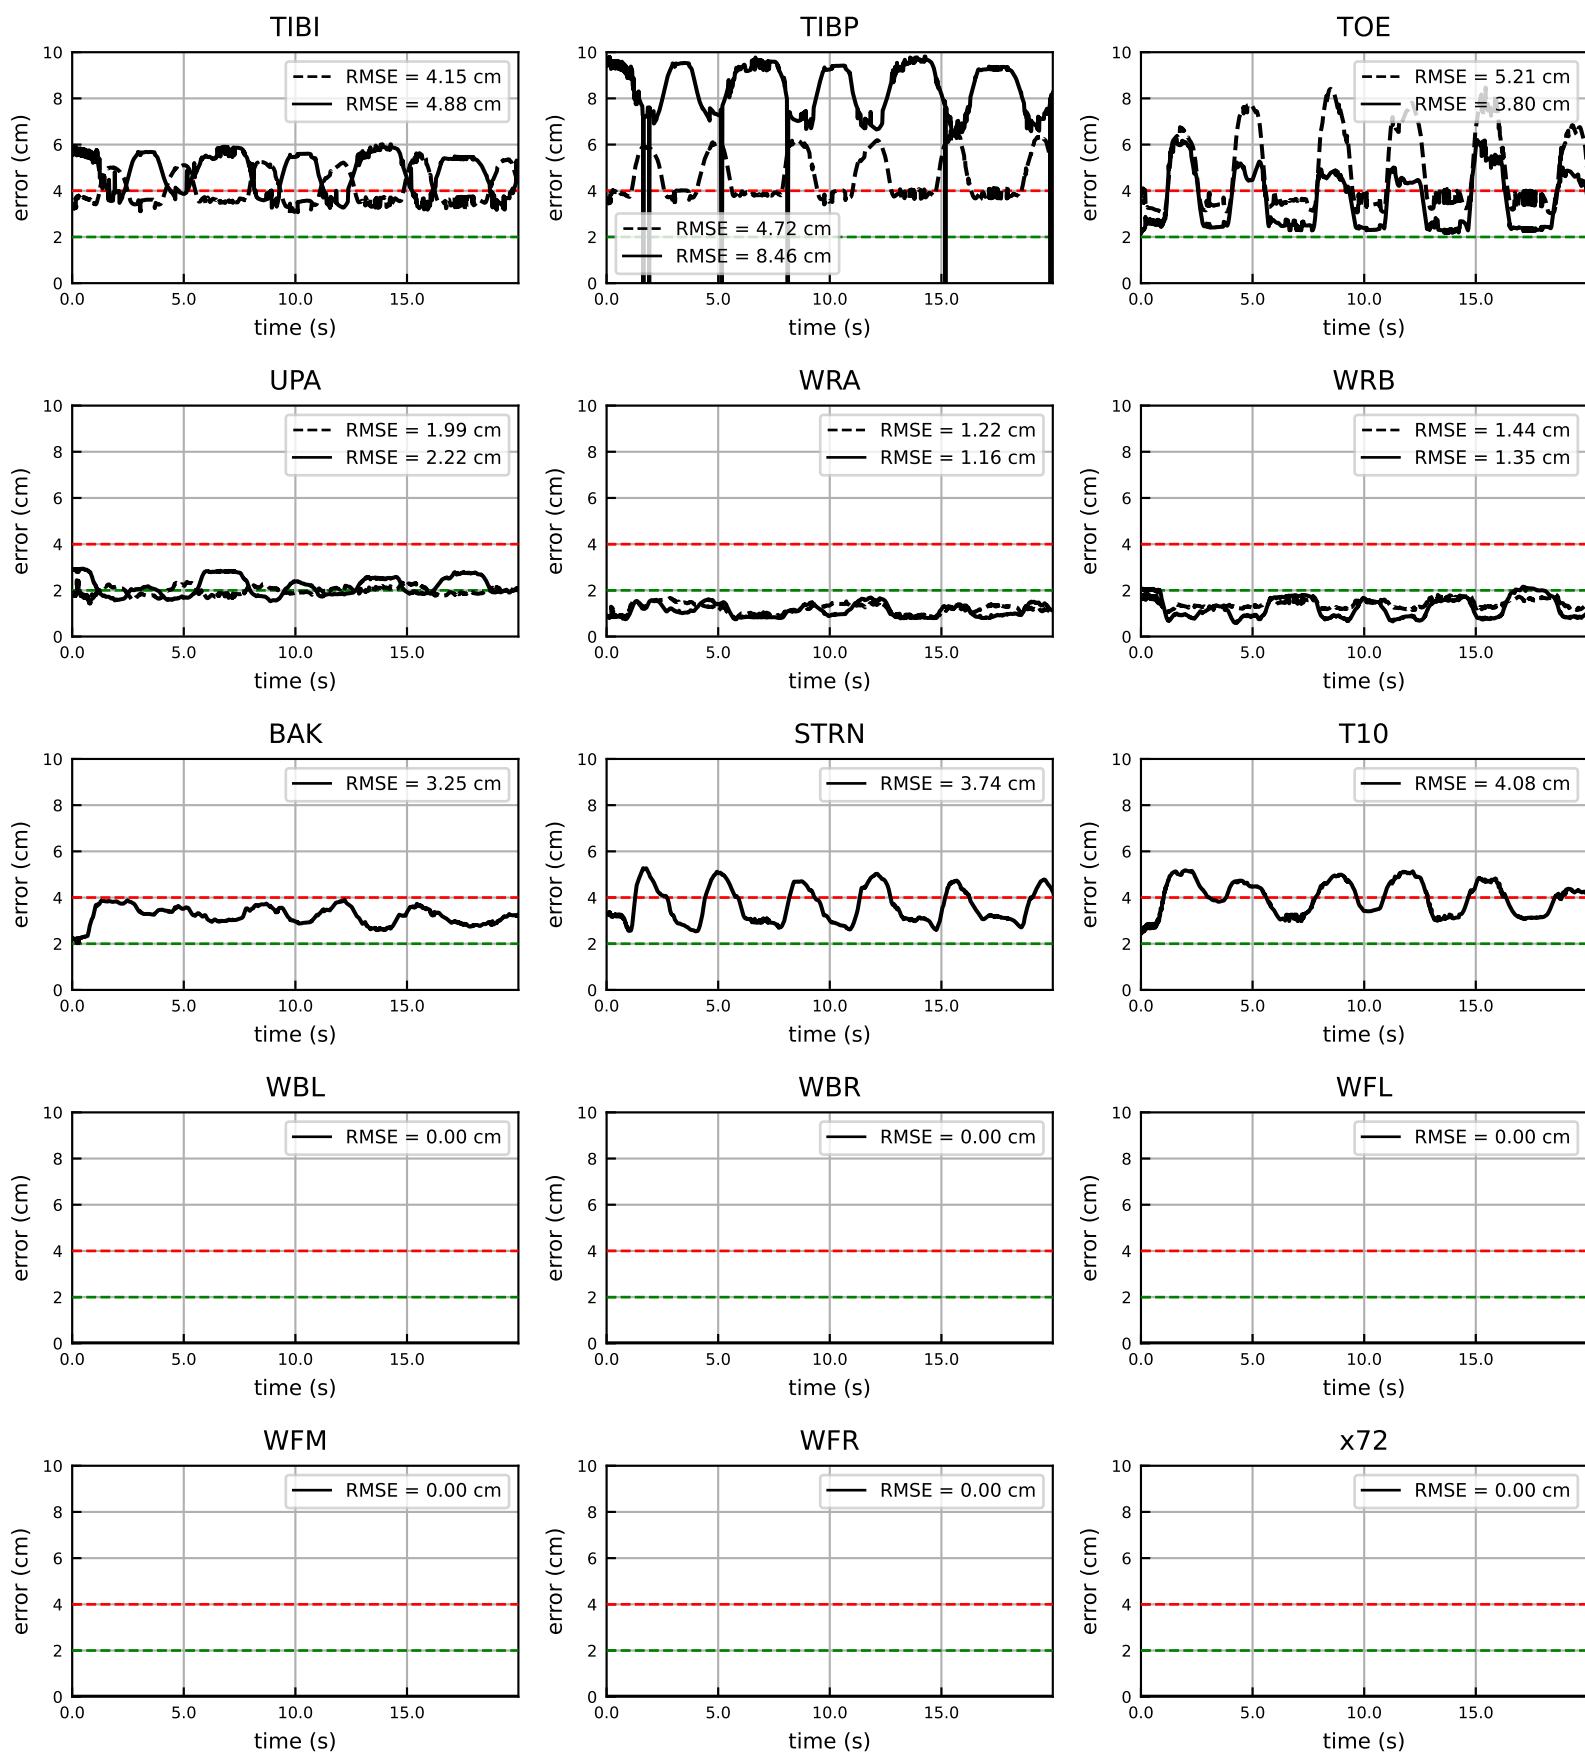 TIBI
10
8
6
4
2
0
error (cm)
RMSE = 4.15 cm
RMSE = 4.88 cm
0.0 5.0 10.0 15.0
time (s)
TIBP
10
8
6
4
2
0
error (cm)
RMSE = 4.72 cm
RMSE = 8.46 cm
0.0 5.0 10.0 15.0
time (s)
TOE
10
8
6
4
2
0
error (cm)
RMSE = 5.21 cm
RMSE = 3.80 cm
0.0 5.0 10.0 15.0
time (s)
UPA
10
8
6
4
2
0
error (cm)
RMSE = 1.99 cm
RMSE = 2.22 cm
0.0 5.0 10.0 15.0
time (s)
WRA
10
8
6
4
2
0
error (cm)
RMSE = 1.22 cm
RMSE = 1.16 cm
0.0 5.0 10.0 15.0
time (s)
WRB
10
8
6
4
2
0
error (cm)
RMSE = 1.44 cm
RMSE = 1.35 cm
0.0 5.0 10.0 15.0
time (s)
BAK
10
8
6
4
2
0
error (cm)
RMSE = 3.25 cm
0.0 5.0 10.0 15.0
time (s)
STRN
10
8
6
4
2
0
error (cm)
RMSE = 3.74 cm
0.0 5.0 10.0 15.0
time (s)
T10
10
8
6
4
2
0
error (cm)
RMSE = 4.08 cm
0.0 5.0 10.0 15.0
time (s)
WBL
10
8
6
4
2
0
error (cm)
RMSE = 0.00 cm
0.0 5.0 10.0 15.0
time (s)
WBR
10
8
6
4
2
0
error (cm)
RMSE = 0.00 cm
0.0 5.0 10.0 15.0
time (s)
WFL
10
8
6
4
2
0
error (cm)
RMSE = 0.00 cm
0.0 5.0 10.0 15.0
time (s)
WFM
10
8
6
4
2
0
error (cm)
RMSE = 0.00 cm
0.0 5.0 10.0 15.0
time (s)
WFR
10
8
6
4
2
0
error (cm)
RMSE = 0.00 cm
0.0 5.0 10.0 15.0
time (s)
x72
10
8
6
4
2
0
error (cm)
RMSE = 0.00 cm
0.0 5.0 10.0 15.0
time (s)